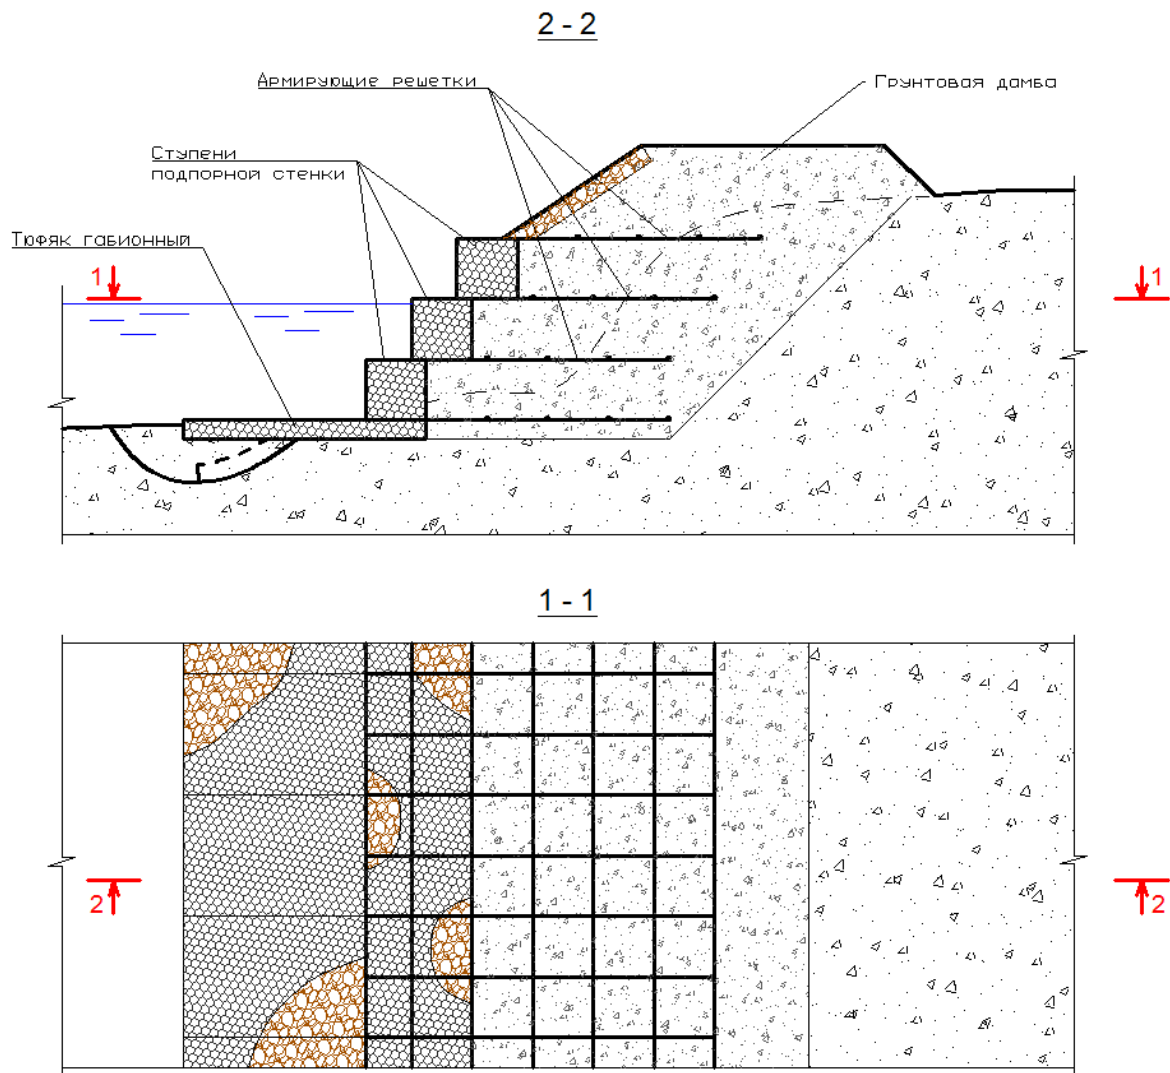 2 - 2
Армирующие решетки
Грунтовая дамба
Ступени
подпорной стенки
Тюфяк габионный
1
1
1 - 1
2
2